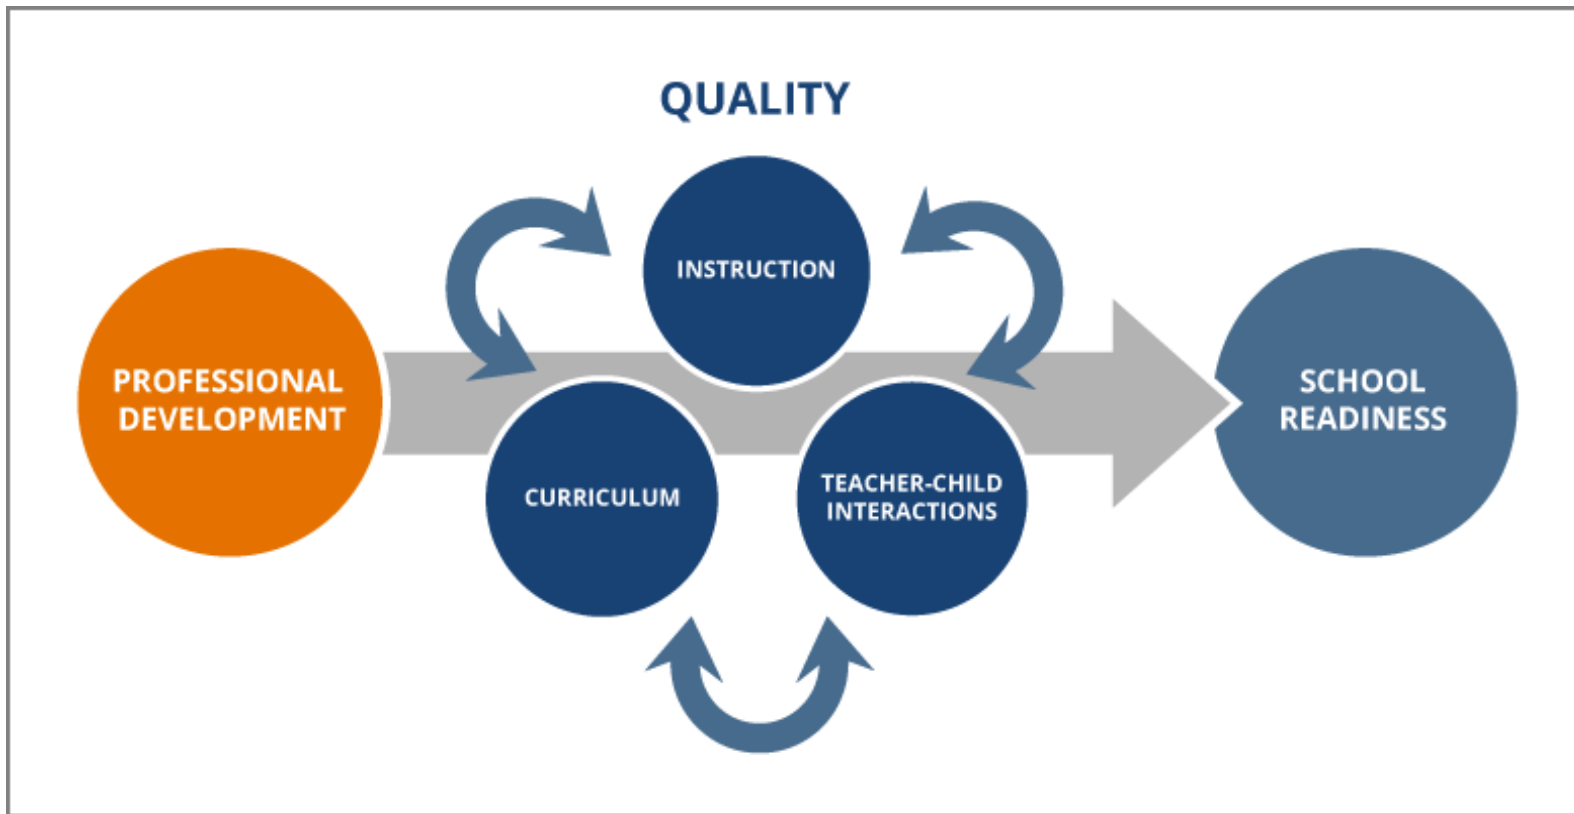 QUALITY
INSTRUCTION
PROFESSIONAL
DEVELOPMENT
CURRICULUM
TEACHER-CHILD
INTERACTIONS
SCHOOL
READINESS